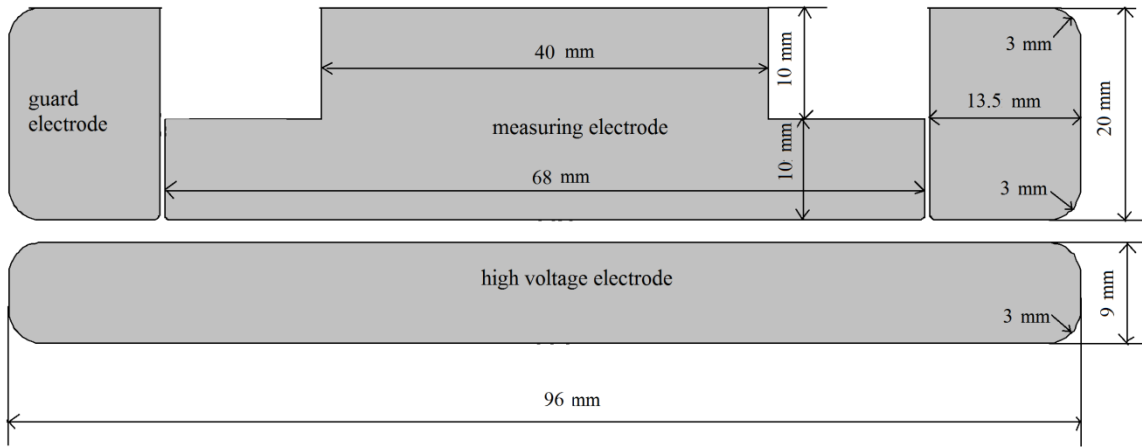 3 mm
40 mm
10 mm
guard
electrode
13.5 mm
20 mm
measuring electrode
10 mm
68 mm
3 mm
high voltage electrode
3 mm
9 mm
96 mm